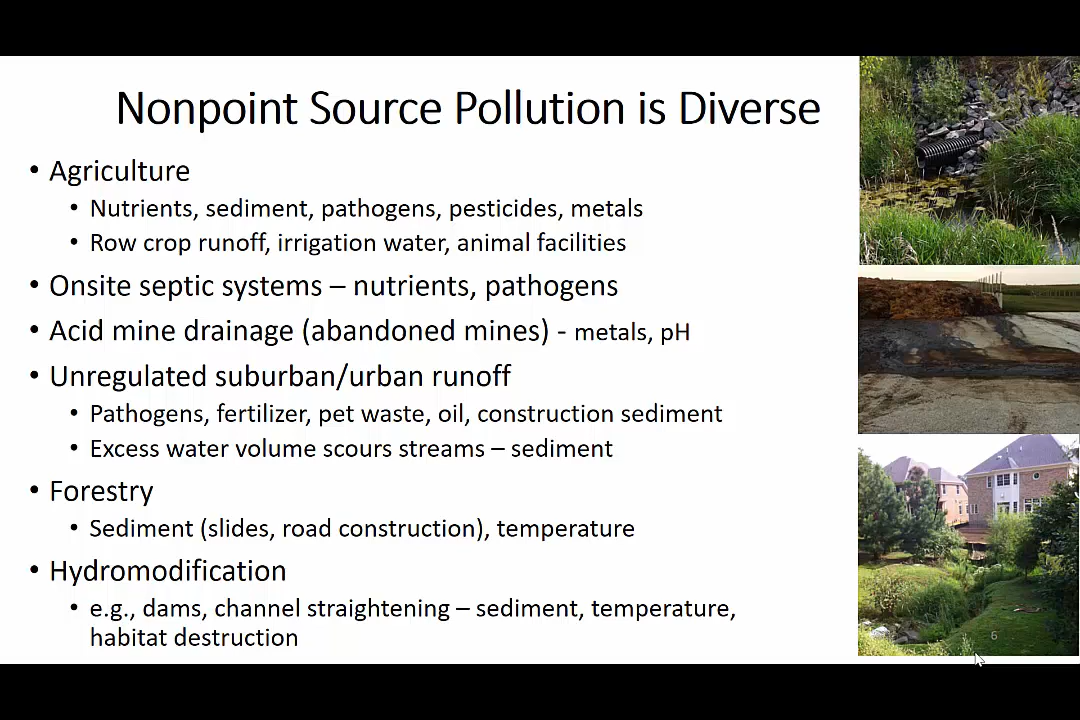 Nonpoint Source Pollution is Diverse
• Agriculture
• Nutrients, sediment, pathogens, pesticides, metals
• Row crop runoff, irrigation water, animal facilities
• Onsite septic systems – nutrients, pathogens
• Acid mine drainage (abandoned mines) - metals, pH
• Unregulated suburban/urban runoff
• Pathogens, fertilizer, pet waste, oil, construction sediment
• Excess water volume scours streams – sediment
• Forestry
• Sediment (slides, road construction), temperature
• Hydromodification
• e.g., dams, channel straightening – sediment, temperature,
habitat destruction
6